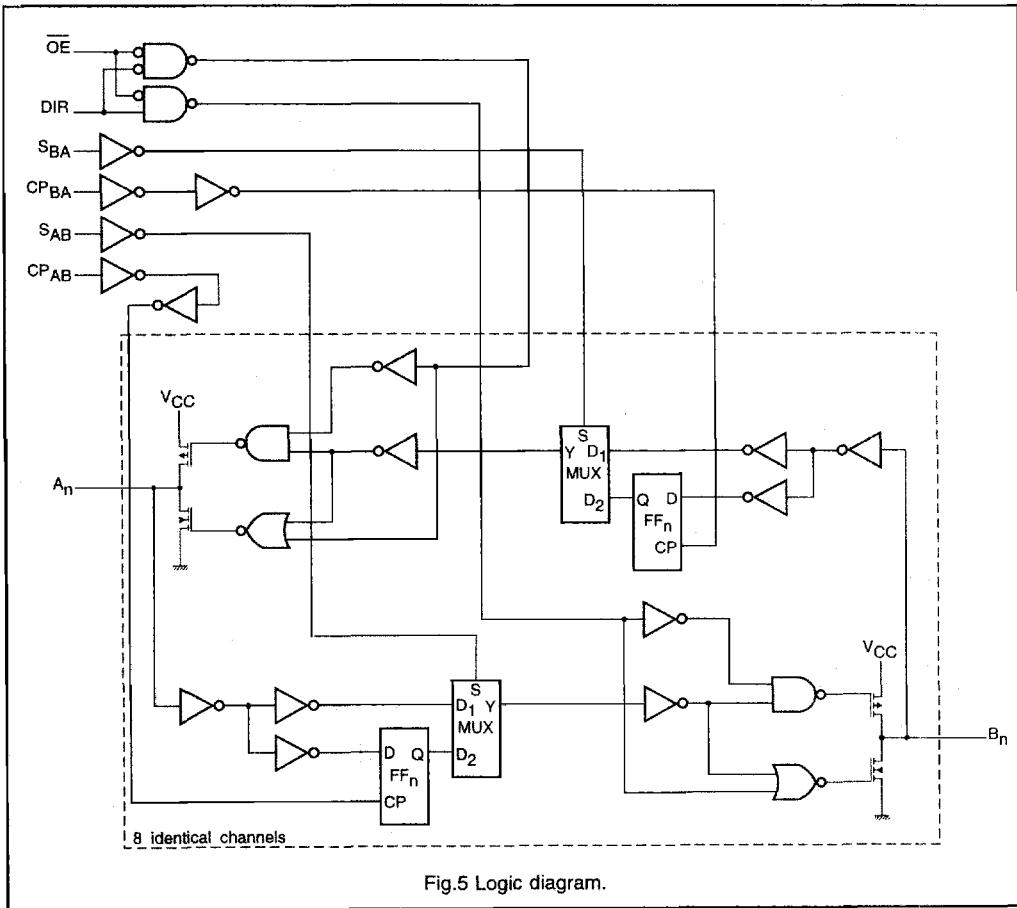 O̅E̅
DIR
SBA
CPBA
SAB
CPAB
VCC
S
Y D1
MUX
D2
Q D
FFn
CP
An
VCC
S
D1 Y
MUX
D2
D Q
FFn
CP
Bn
8 identical channels
Fig.5 Logic diagram.